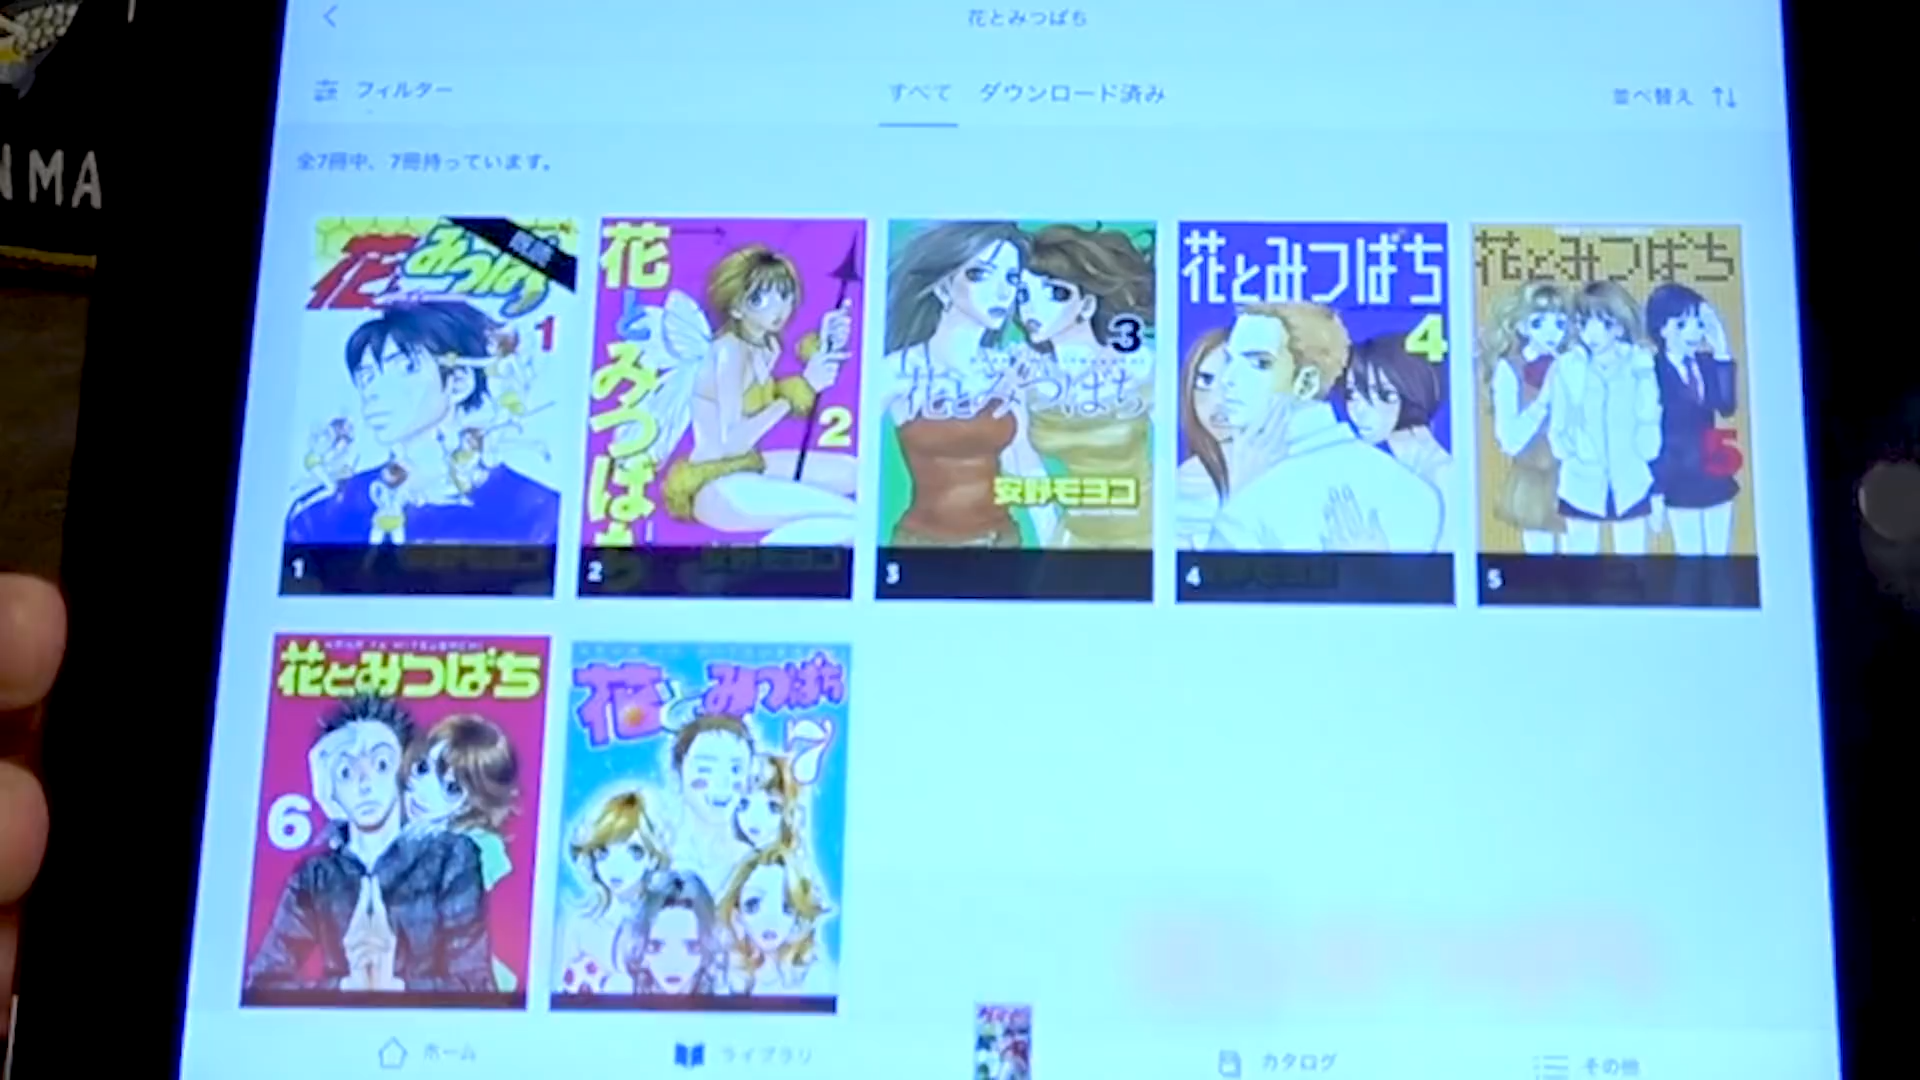 花とみつばち
NMA
フィルター
すべて
ダウンロード済み
並べ替え
全7冊中、7冊持っています。
花とみつばち
1
既読
1
花とみつばち
2
2
3
花とみつばち
安野モヨコ
3
花とみつばち
4
4
花とみつばち
5
5
HANA TO MITSUBACHI
花とみつばち
6
花とみつばち
7
ホーム
ライブラリ
カタログ
その他